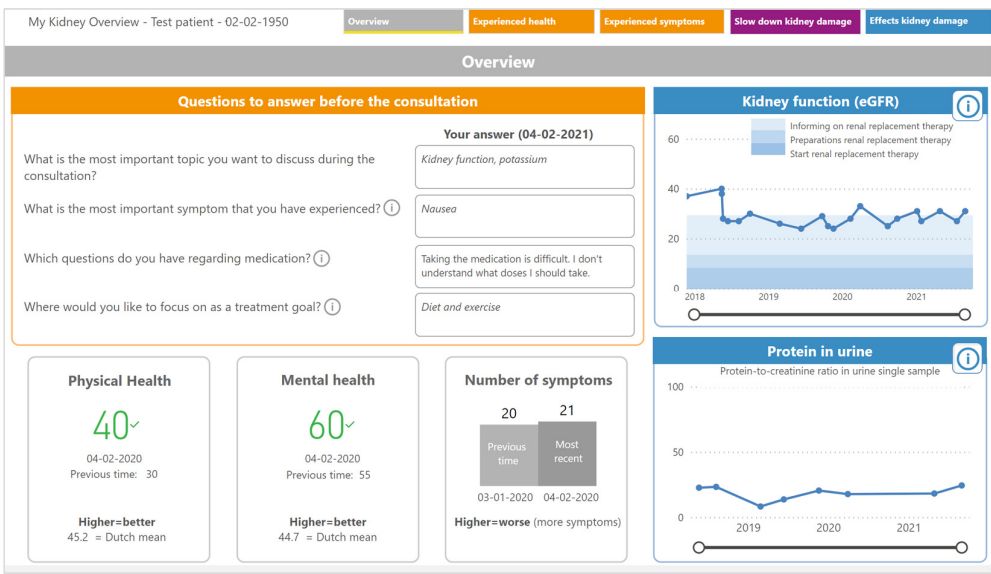 My Kidney Overview - Test patient - 02-02-1950
Overview
Experienced health
Experienced symptoms
Slow down kidney damage
Effects kidney damage
Overview
Questions to answer before the consultation
Your answer (04-02-2021)
What is the most important topic you want to discuss during the
consultation?
Kidney function, potassium
What is the most important symptom that you have experienced? i
Nausea
Which questions do you have regarding medication? i
Taking the medication is difficult. I don't
understand what doses I should take.
Where would you like to focus on as a treatment goal? i
Diet and exercise
Physical Health
40
04-02-2020
Previous time: 30
Higher=better
45.2 = Dutch mean
Mental health
60
04-02-2020
Previous time: 55
Higher=better
44.7 = Dutch mean
Number of symptoms
20 21
Previous
time
Most
recent
03-01-2020 04-02-2020
Higher=worse (more symptoms)
Kidney function (eGFR) i
Informing on renal replacement therapy
Preparations renal replacement therapy
Start renal replacement therapy
60
40
20
0
2018 2019 2020 2021
Protein in urine i
Protein-to-creatinine ratio in urine single sample
100
50
0
2019 2020 2021